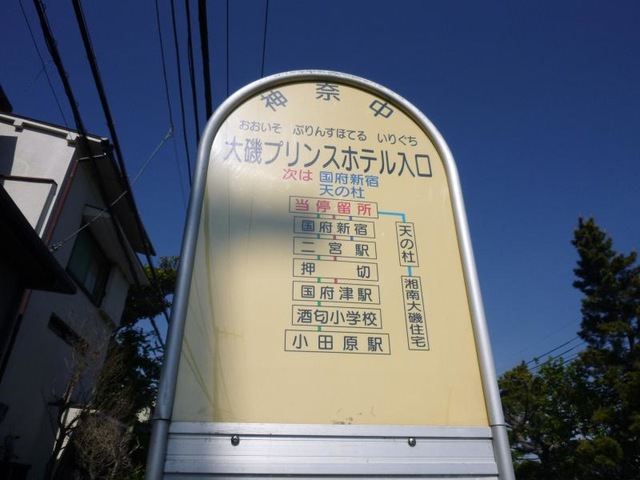 神奈中
おおいそ ぷりんすほてる いりぐち
大磯プリンスホテル入口
次は 国府新宿
天の杜
当停留所
国府新宿
二宮駅
押切
国府津駅
酒匂小学校
小田原駅
天の杜
湘南大磯住宅